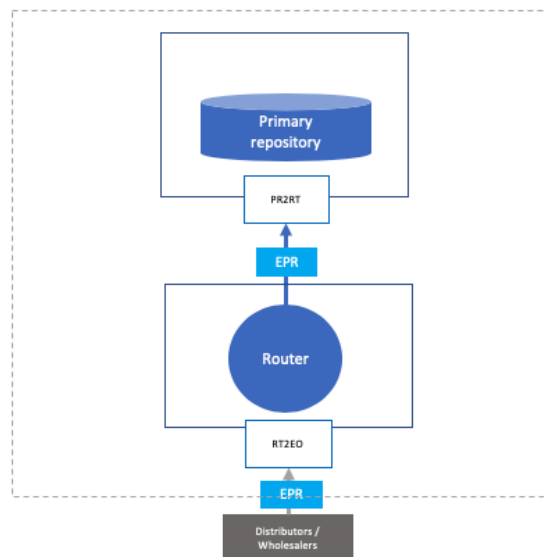 Primary
repository
PR2RT
EPR
Router
RT2EO
EPR
Distributors /
Wholesalers